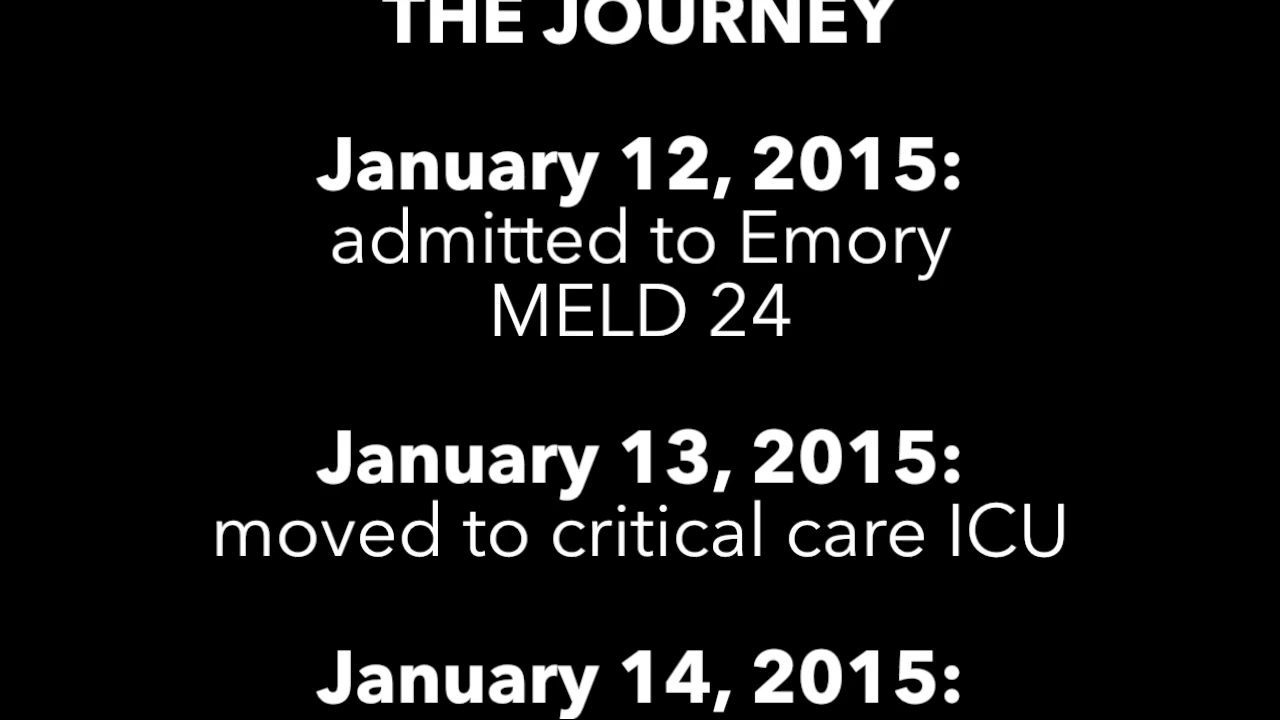 THE JOURNEY
January 12, 2015:
admitted to Emory
MELD 24
January 13, 2015:
moved to critical care ICU
January 14, 2015: